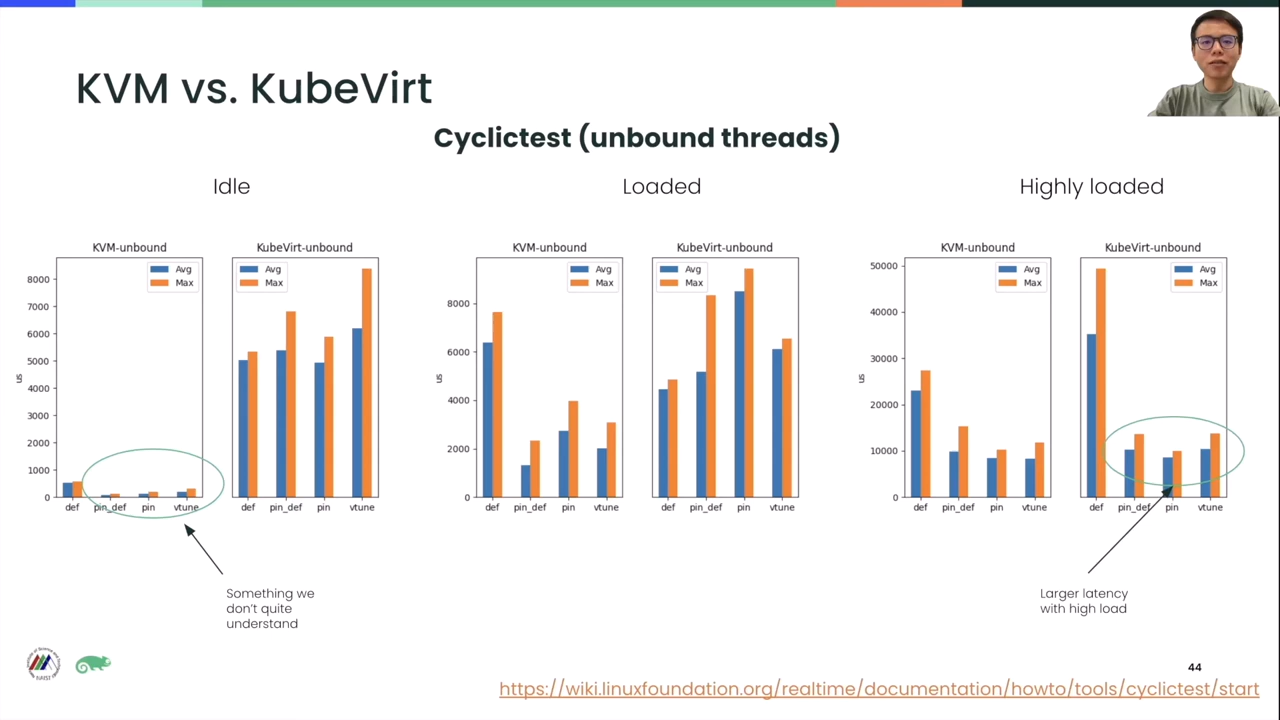 KVM vs. KubeVirt
Cyclictest (unbound threads)
Idle
Loaded
Highly loaded
KVM-unbound
Avg
Max
us
8000
7000
6000
5000
4000
3000
2000
1000
0
def
pin_def
pin
vtune
KubeVirt-unbound
Avg
Max
def
pin_def
pin
vtune
KVM-unbound
Avg
Max
us
8000
6000
4000
2000
0
def
pin_def
pin
vtune
KubeVirt-unbound
Avg
Max
def
pin_def
pin
vtune
KVM-unbound
Avg
Max
us
50000
40000
30000
20000
10000
0
def
pin_def
pin
vtune
KubeVirt-unbound
Avg
Max
def
pin_def
pin
vtune
Something we
don't quite
understand
Larger latency
with high load
44
https://wiki.linuxfoundation.org/realtime/documentation/howto/tools/cyclictest/start